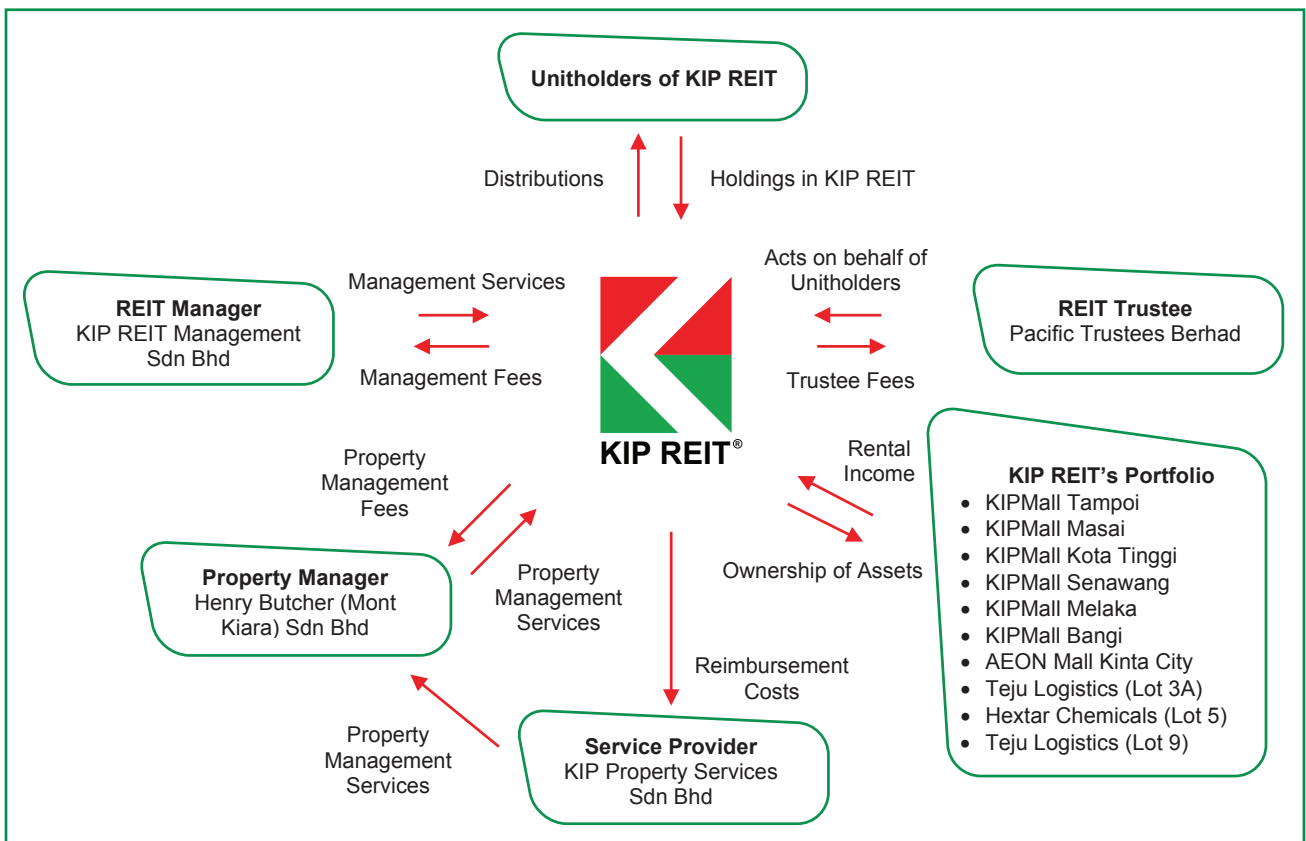 Unitholders of KIP REIT
Distributions
Holdings in KIP REIT
Management Services
Management Fees
REIT Manager
KIP REIT Management
Sdn Bhd
Acts on behalf of
Unitholders
Trustee Fees
REIT Trustee
Pacific Trustees Berhad
KIP REIT®
Property
Management
Fees
Property
Management
Services
Property Manager
Henry Butcher (Mont
Kiara) Sdn Bhd
Rental
Income
Ownership of Assets
KIP REIT's Portfolio
• KIPMall Tampoi
• KIPMall Masai
• KIPMall Kota Tinggi
• KIPMall Senawang
• KIPMall Melaka
• KIPMall Bangi
• AEON Mall Kinta City
• Teju Logistics (Lot 3A)
• Hextar Chemicals (Lot 5)
• Teju Logistics (Lot 9)
Reimbursement
Costs
Property
Management
Services
Service Provider
KIP Property Services
Sdn Bhd